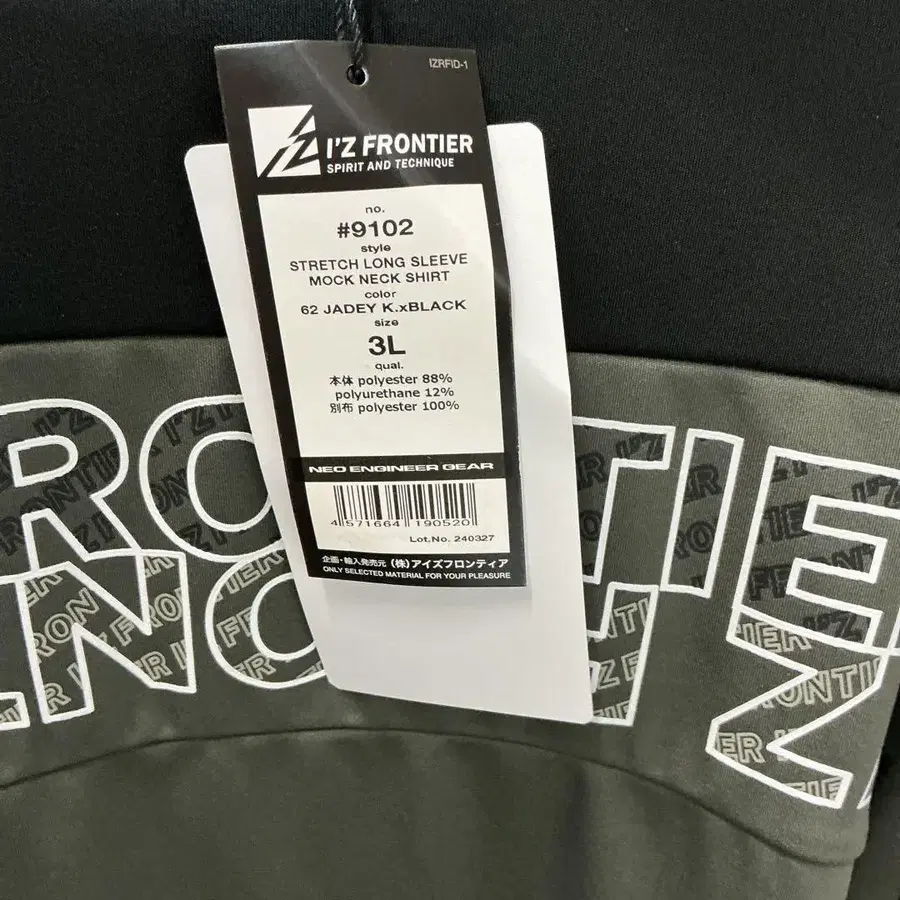 IZRFID-1
I'Z FRONTIER
SPIRIT AND TECHNIQUE
no.
#9102
style
STRETCH LONG SLEEVE
MOCK NECK SHIRT
color
62 JADEY K.xBLACK
size
3L
qual.
本体 polyester 88%
polyurethane 12%
別布 polyester 100%
NEO ENGINEER GEAR
4 571664 190520
Lot.No. 240327
企画・輸入発売元 (株)アイズフロンティア
ONLY SELECTED MATERIAL FOR YOUR PLEASURE